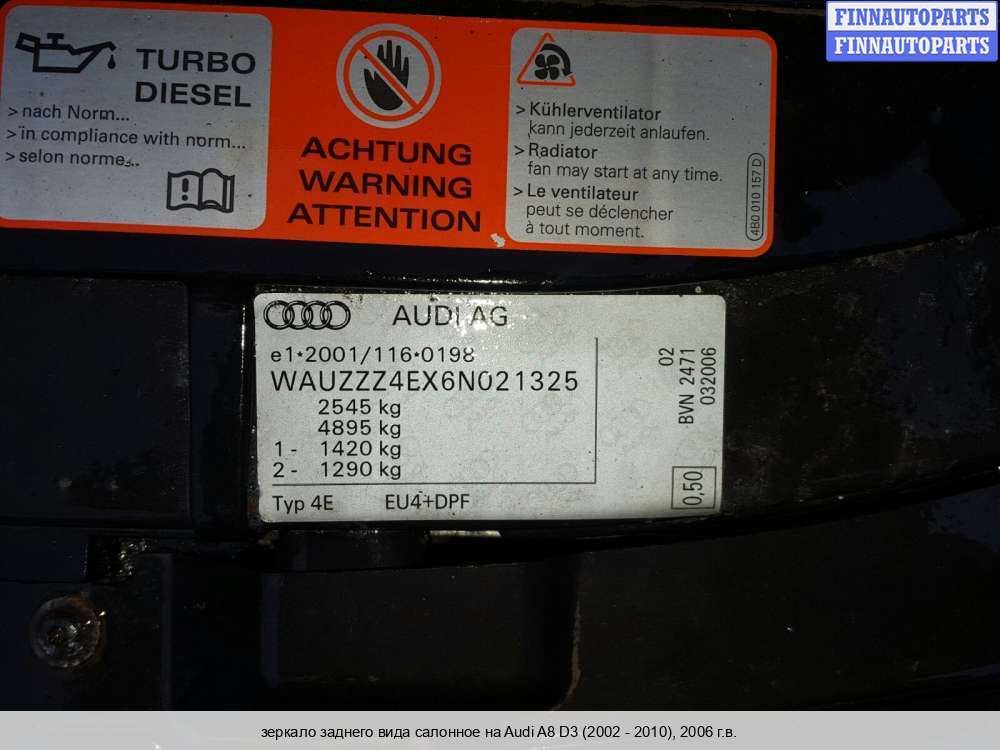 FINNAUTOPARTS
FINNAUTOPARTS
TURBO
DIESEL
> nach Norm...
> in compliance with norm...
> selon norme...
ACHTUNG
WARNING
ATTENTION
> Kühlerventilator
kann jederzeit anlaufen.
> Radiator
fan may start at any time.
> Le ventilateur
peut se déclencher
à tout moment.
4B0 010 157 D
AUDI AG
e1*2001/116*0198
WAUZZZ4EX6N021325
2545 kg
4895 kg
1 - 1420 kg
2 - 1290 kg
Typ 4E EU4+DPF
02
BVN 2471
032006
0,50
зеркало заднего вида салонное на Audi A8 D3 (2002 - 2010), 2006 г.в.